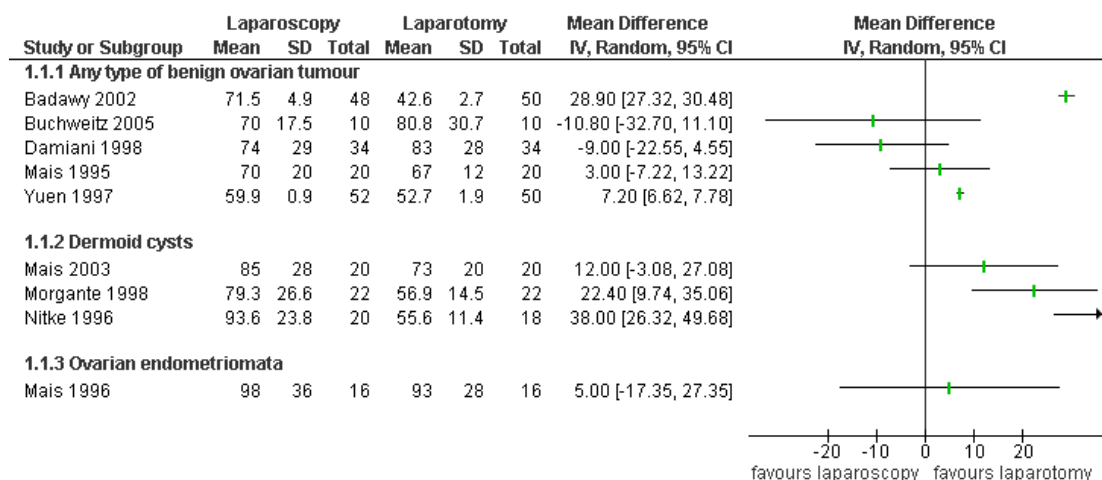 Laparoscopy Laparotomy Mean Difference Mean Difference
Study or Subgroup Mean SD Total Mean SD Total IV, Random, 95% CI IV, Random, 95% CI
1.1.1 Any type of benign ovarian tumour
Badawy 2002 71.5 4.9 48 42.6 2.7 50 28.90 [27.32, 30.48]
Buchweitz 2005 70 17.5 10 80.8 30.7 10 -10.80 [-32.70, 11.10]
Damiani 1998 74 29 34 83 28 34 -9.00 [-22.55, 4.55]
Mais 1995 70 20 20 67 12 20 3.00 [-7.22, 13.22]
Yuen 1997 59.9 0.9 52 52.7 1.9 50 7.20 [6.62, 7.78]
1.1.2 Dermoid cysts
Mais 2003 85 28 20 73 20 20 12.00 [-3.08, 27.08]
Morgante 1998 79.3 26.6 22 56.9 14.5 22 22.40 [9.74, 35.06]
Nitke 1996 93.6 23.8 20 55.6 11.4 18 38.00 [26.32, 49.68]
1.1.3 Ovarian endometriomata
Mais 1996 98 36 16 93 28 16 5.00 [-17.35, 27.35]
-20 -10 0 10 20
favours laparoscopy favours laparotomy